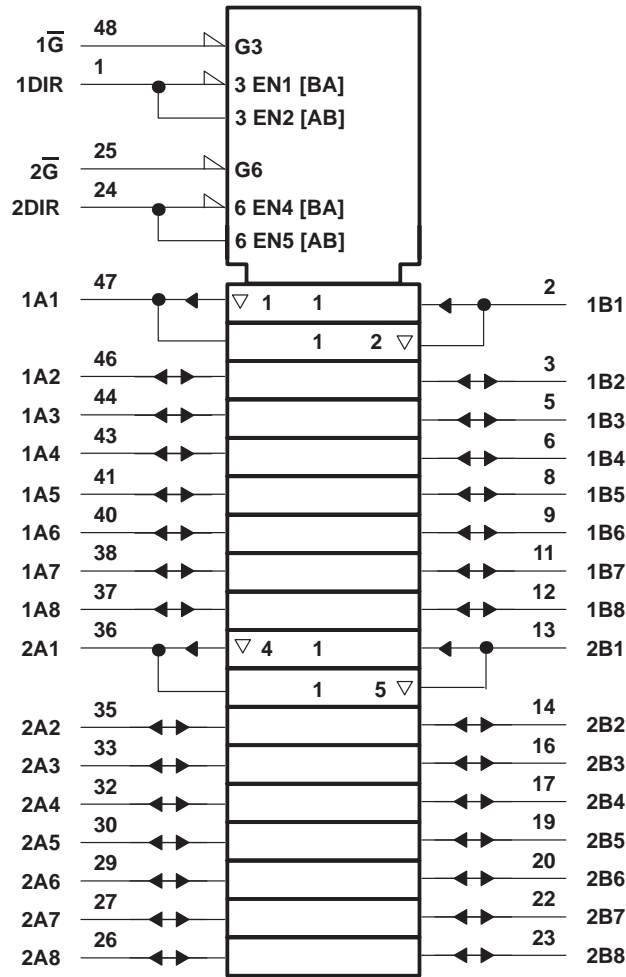 1G̅ 48 G3
1DIR 1 3 EN1 [BA]
3 EN2 [AB]
2G̅ 25 G6
2DIR 24 6 EN4 [BA]
6 EN5 [AB]
1A1 47 ▽ 1 1 2 1B1
1 2 ▽
1A2 46 3 1B2
1A3 44 5 1B3
1A4 43 6 1B4
1A5 41 8 1B5
1A6 40 9 1B6
1A7 38 11 1B7
1A8 37 12 1B8
2A1 36 ▽ 4 1 13 2B1
1 5 ▽
2A2 35 14 2B2
2A3 33 16 2B3
2A4 32 17 2B4
2A5 30 19 2B5
2A6 29 20 2B6
2A7 27 22 2B7
2A8 26 23 2B8